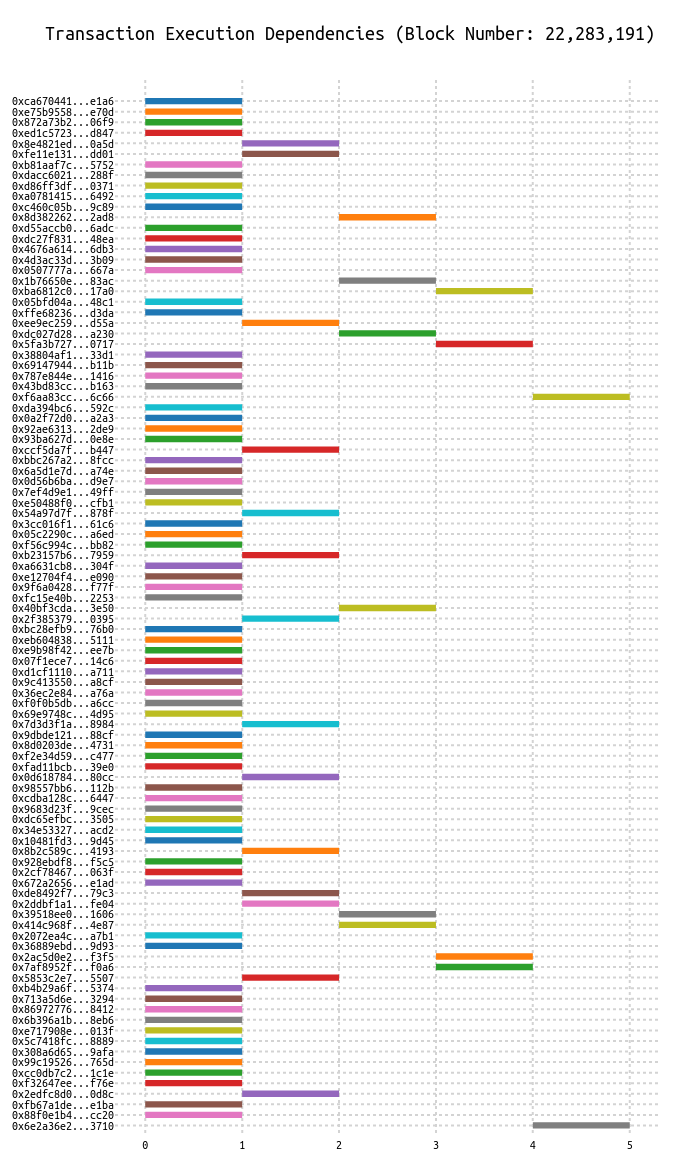 Transaction Execution Dependencies (Block Number: 22,283,191)
0xca670441...e1a6
0xe75b9558...e70d
0x872a73b2...06f9
0xed1c5723...d847
0x8e4821ed...0a5d
0xfe11e131...dd01
0xb81aaf7c...5752
0xdacc6021...288f
0xd86ff3df...0371
0xa0781415...6492
0xc460c05b...9c89
0x8d382262...2ad8
0xd55accb0...6adc
0xdc27f831...48ea
0x4676a614...6db3
0x4d3ac33d...3b09
0x0507777a...667a
0x1b76650e...83ac
0xba6812c0...17a0
0x05bfd04a...48c1
0xffe68236...d3da
0xee9ec259...d55a
0xdc027d28...a230
0x5fa3b727...0717
0x38804af1...33d1
0x69147944...b11b
0x787e844e...1416
0x43bd83cc...b163
0xf6aa83cc...6c66
0xda394bc6...592c
0x0a2f72d0...a2a3
0x92ae6313...2de9
0x93ba627d...0e8e
0xccf5da7f...b447
0xbbc267a2...8fcc
0x6a5d1e7d...a74e
0x0d56b6ba...d9e7
0x7ef4d9e1...49ff
0xe50488f0...cfb1
0x54a97d7f...878f
0x3cc016f1...61c6
0x05c2290c...a6ed
0xf56c994c...bb82
0xb23157b6...7959
0xa6631cb8...304f
0xe12704f4...e090
0x9f6a0428...f77f
0xfc15e40b...2253
0x40bf3cda...3e50
0x2f385379...0395
0xbc28efb9...76b0
0xeb604838...5111
0xe9b98f42...ee7b
0x07f1ece7...14c6
0xd1cf1110...a711
0x9c413550...a8cf
0x36ec2e84...a76a
0xf0f0b5db...a6cc
0x69e9748c...4d95
0x7d3d3f1a...8984
0x9dbde121...88cf
0x8d0203de...4731
0xf2e34d59...c477
0xfad11bcb...39e0
0x0d618784...80cc
0x98557bb6...112b
0xcdba128c...6447
0x9683d23f...9cec
0xdc65efbc...3505
0x34e53327...acd2
0x10481fd3...9d45
0x8b2c589c...4193
0x928ebdf8...f5c5
0x2cf78467...063f
0x672a2656...e1ad
0xde8492f7...79c3
0x2ddbf1a1...fe04
0x39518ee0...1606
0x414c968f...4e87
0x2072ea4c...a7b1
0x36889ebd...9d93
0x2ac5d0e2...f3f5
0x7af8952f...f0a6
0x5853c2e7...5507
0xb4b29a6f...5374
0x713a5d6e...3294
0x86972776...8412
0x6b396a1b...8eb6
0xe717908e...013f
0x5c7418fc...8889
0x308a6d65...9afa
0x99c19526...765d
0xcc0db7c2...1c1e
0xf32647ee...f76e
0x2edfc8d0...0d8c
0xfb67a1de...e1ba
0x88f0e1b4...cc20
0x6e2a36e2...3710
0 1 2 3 4 5